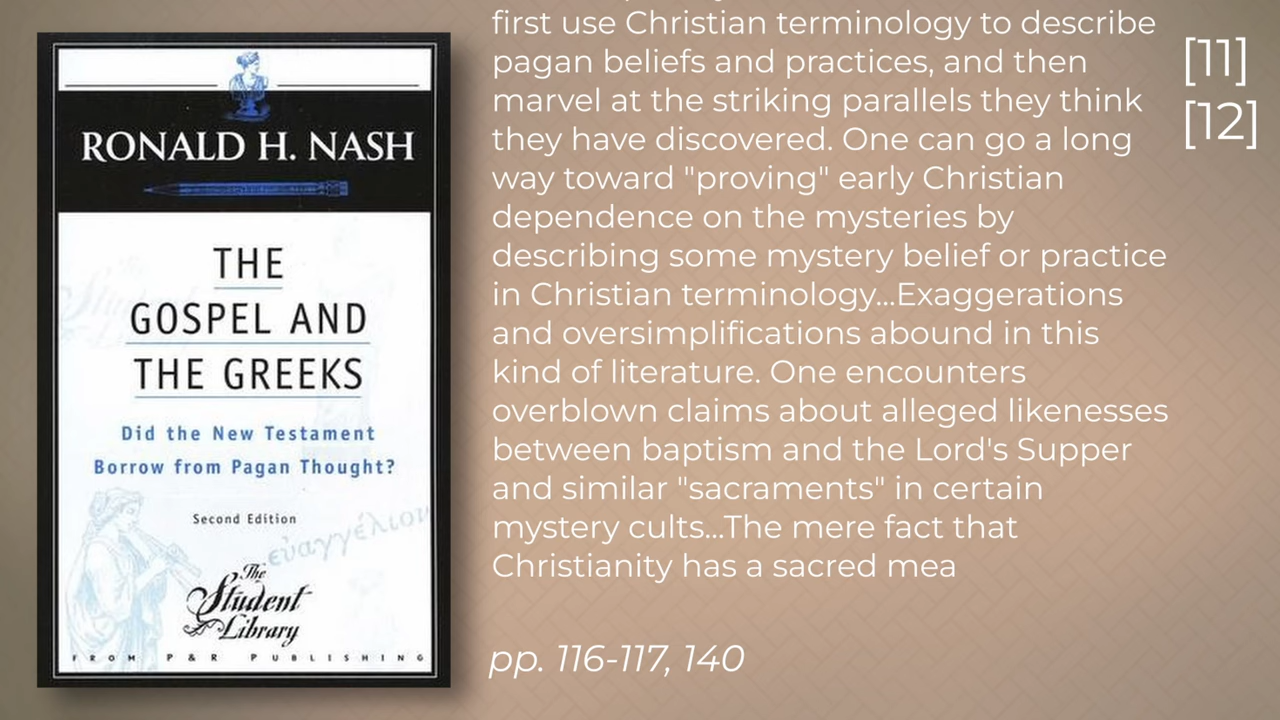 RONALD H. NASH
THE
GOSPEL AND
THE GREEKS
Did the New Testament
Borrow from Pagan Thought?
Second Edition
εὐαγγέλιον
The
Student
Library
FROM P&R PUBLISHING
first use Christian terminology to describe
pagan beliefs and practices, and then
marvel at the striking parallels they think
they have discovered. One can go a long
way toward "proving" early Christian
dependence on the mysteries by
describing some mystery belief or practice
in Christian terminology...Exaggerations
and oversimplifications abound in this
kind of literature. One encounters
overblown claims about alleged likenesses
between baptism and the Lord's Supper
and similar "sacraments" in certain
mystery cults...The mere fact that
Christianity has a sacred mea
pp. 116-117, 140
[11]
[12]